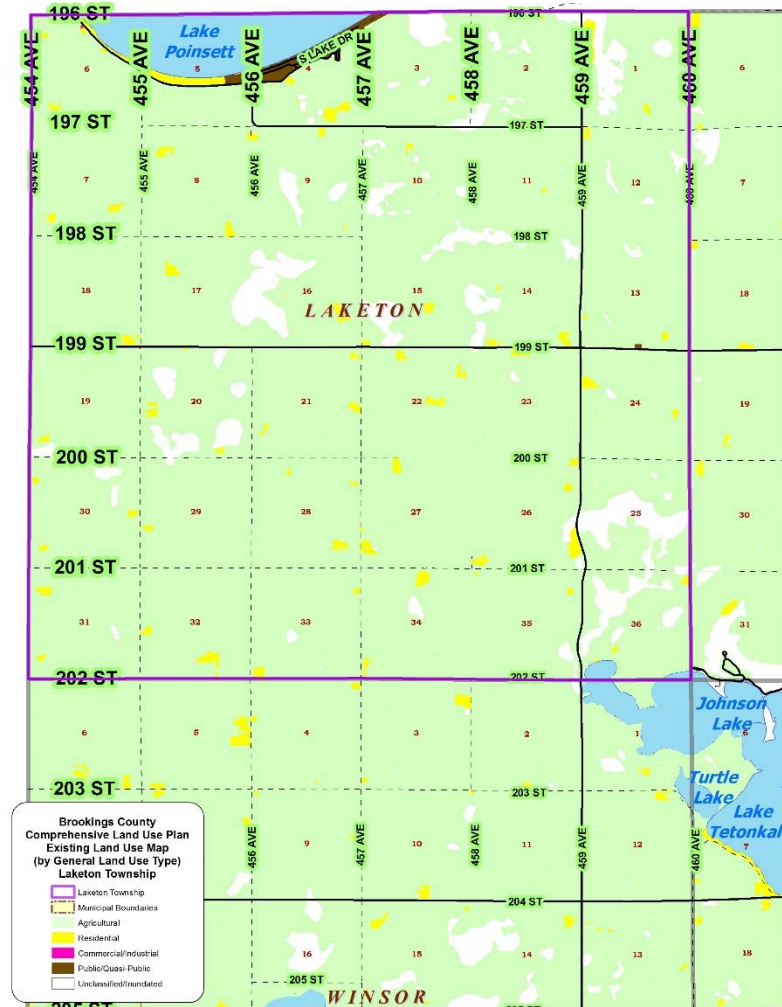 196 ST
196 ST
Lake
Poinsett
S LAKE DR
454 AVE
455 AVE
456 AVE
457 AVE
458 AVE
459 AVE
460 AVE
6
5
4
3
2
1
6
197 ST
197 ST
454 AVE
455 AVE
456 AVE
457 AVE
458 AVE
459 AVE
460 AVE
7
8
9
10
11
12
7
198 ST
198 ST
18
17
16
15
14
13
18
LAKETON
199 ST
199 ST
19
20
21
22
23
24
19
200 ST
200 ST
30
29
28
27
26
25
30
201 ST
201 ST
31
32
33
34
35
36
31
202 ST
202 ST
Johnson
Lake
6
5
4
3
2
1
6
Turtle
Lake
203 ST
203 ST
Lake
Tetonkah
456 AVE
457 AVE
458 AVE
459 AVE
460 AVE
9
10
11
12
7
204 ST
16
15
14
13
18
205 ST
205 ST
WINSOR
Brookings County
Comprehensive Land Use Plan
Existing Land Use Map
(by General Land Use Type)
Laketon Township
Laketon Township
Municipal Boundaries
Agricultural
Residential
Commercial/Industrial
Public/Quasi-Public
Unclassified/Inundated